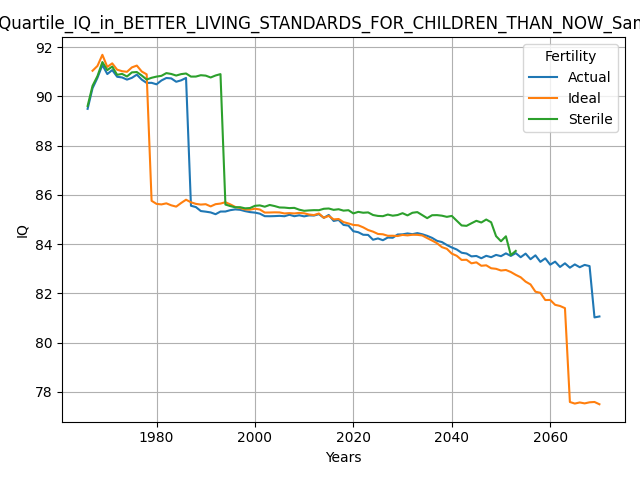 Quartile_IQ_in_BETTER_LIVING_STANDARDS_FOR_CHILDREN_THAN_NOW_Sam
92
90
88
86
84
82
80
78
IQ
Fertility
Actual
Ideal
Sterile
1980
2000
2020
2040
2060
Years